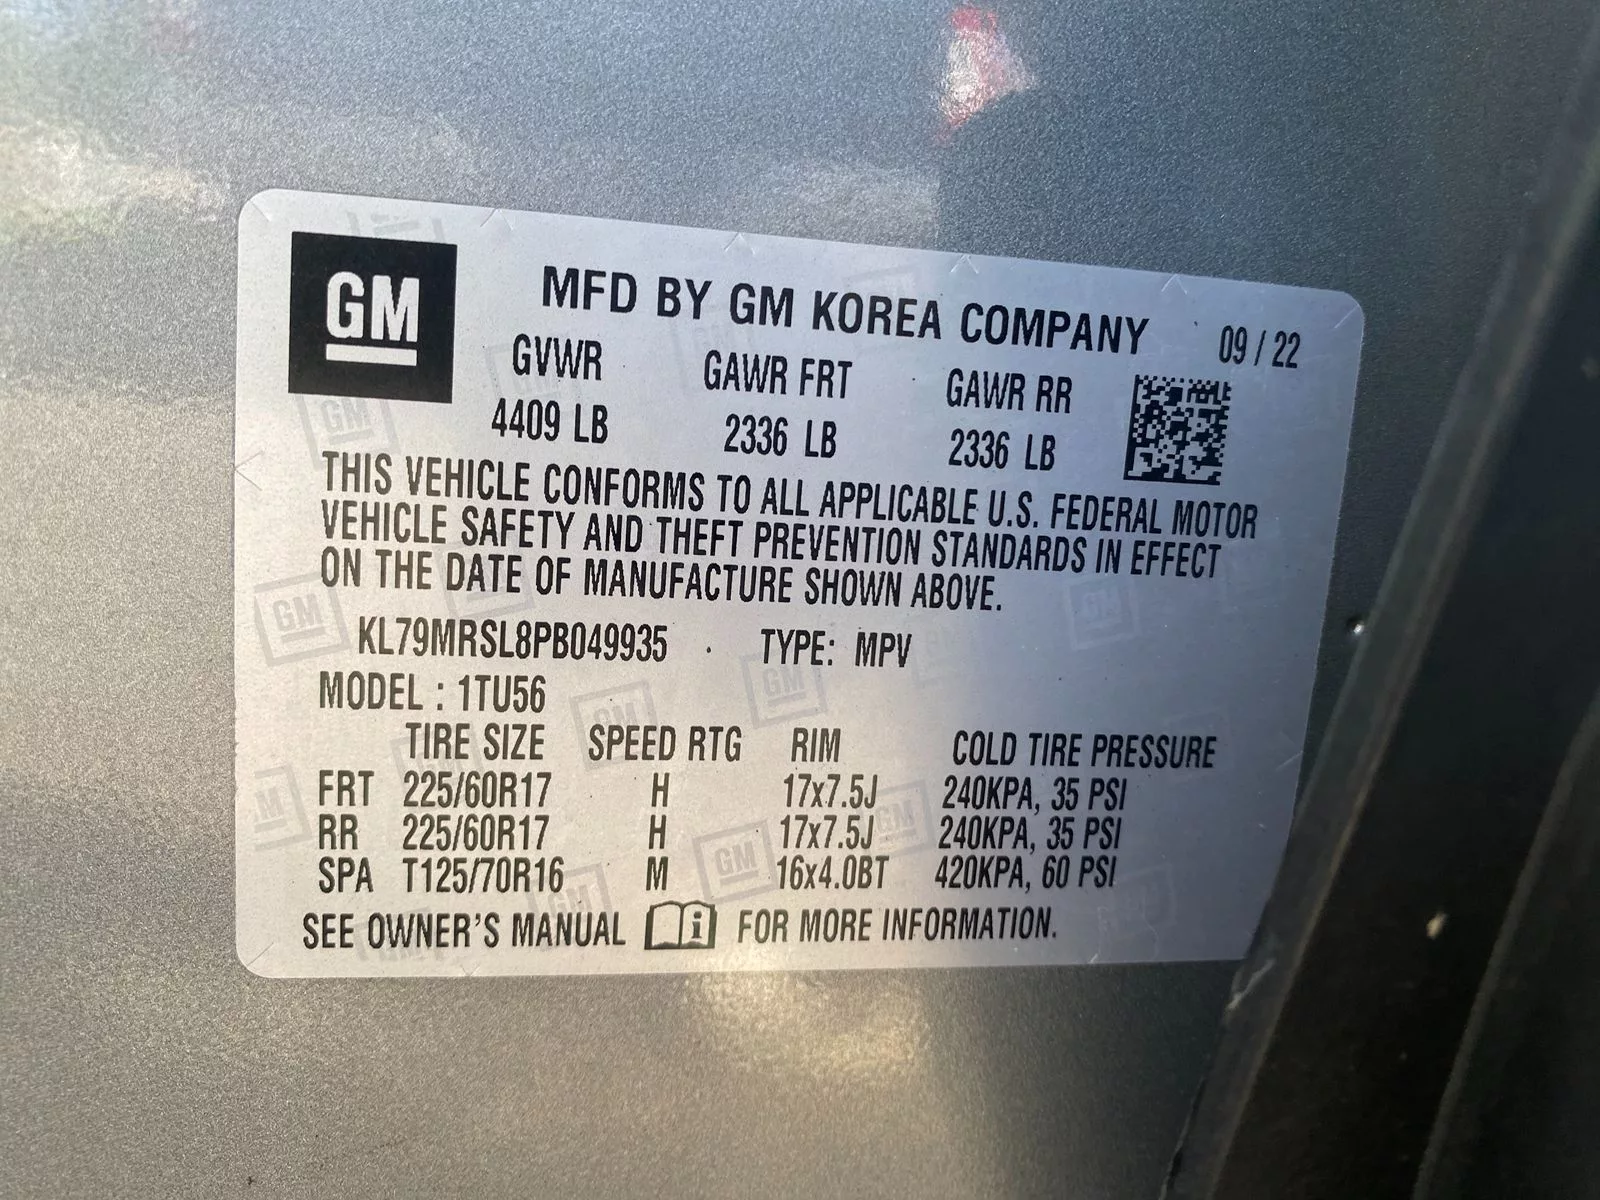 GM
MFD BY GM KOREA COMPANY 09 / 22
GVWR GAWR FRT GAWR RR
4409 LB 2336 LB 2336 LB
THIS VEHICLE CONFORMS TO ALL APPLICABLE U.S. FEDERAL MOTOR
VEHICLE SAFETY AND THEFT PREVENTION STANDARDS IN EFFECT
ON THE DATE OF MANUFACTURE SHOWN ABOVE.
KL79MRSL8PB049935 TYPE: MPV
MODEL : 1TU56
TIRE SIZE SPEED RTG RIM COLD TIRE PRESSURE
FRT 225/60R17 H 17x7.5J 240KPA, 35 PSI
RR 225/60R17 H 17x7.5J 240KPA, 35 PSI
SPA T125/70R16 M 16x4.0BT 420KPA, 60 PSI
SEE OWNER'S MANUAL i FOR MORE INFORMATION.